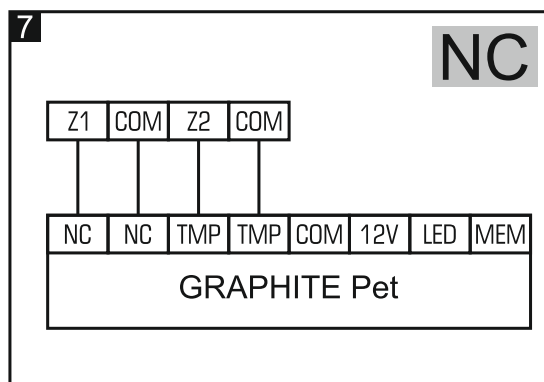 7
NC
Z1 COM Z2 COM
NC NC TMP TMP COM 12V LED MEM
GRAPHITE Pet